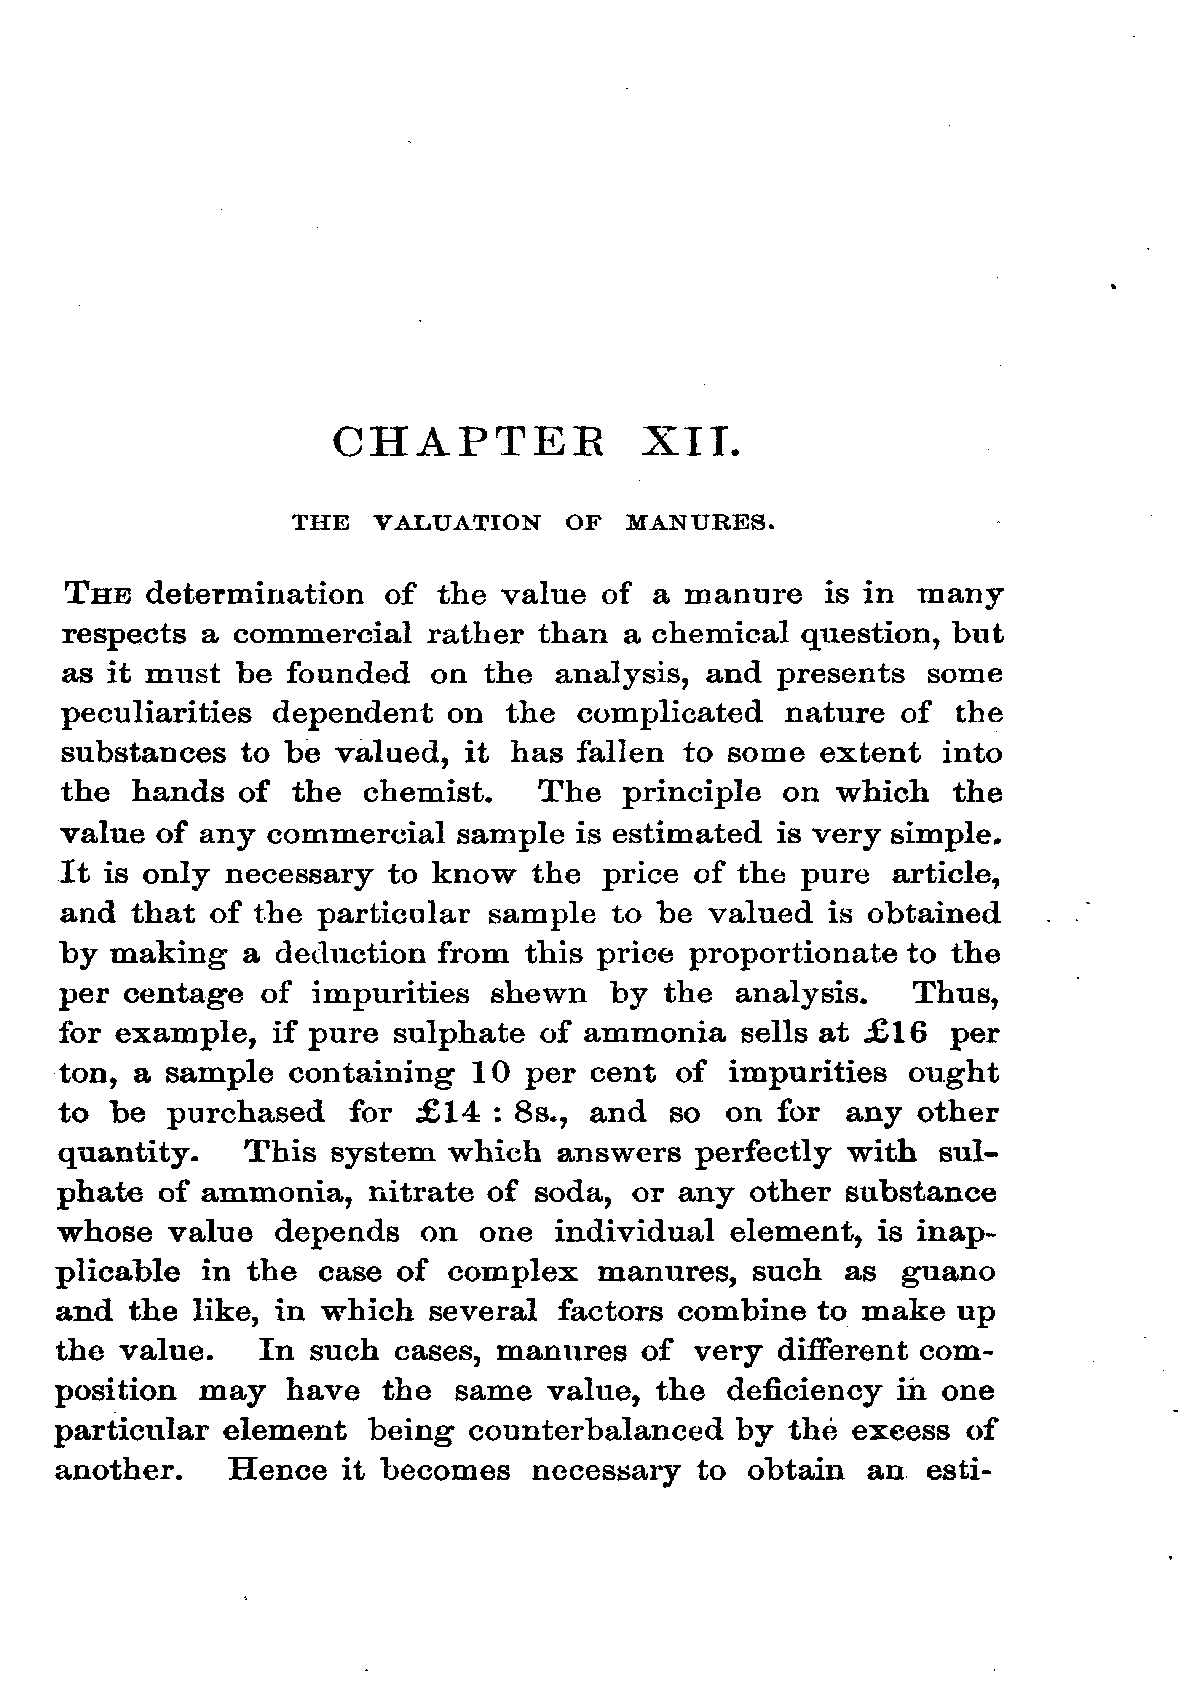 CHAPTER XII.
THE VALUATION OF MANURES.
THE determination of the value of a manure is in many
respects a commercial rather than a chemical question, but
as it must be founded on the analysis, and presents some
peculiarities dependent on the complicated nature of the
substances to be valued, it has fallen to some extent into
the hands of the chemist. The principle on which the
value of any commercial sample is estimated is very simple.
It is only necessary to know the price of the pure article,
and that of the particular sample to be valued is obtained
by making a deduction from this price proportionate to the
per centage of impurities shewn by the analysis. Thus,
for example, if pure sulphate of ammonia sells at £16 per
ton, a sample containing 10 per cent of impurities ought
to be purchased for £14 : 8s., and so on for any other
quantity. This system which answers perfectly with sul-
phate of ammonia, nitrate of soda, or any other substance
whose value depends on one individual element, is inap-
plicable in the case of complex manures, such as guano
and the like, in which several factors combine to make up
the value. In such cases, manures of very different com-
position may have the same value, the deficiency in one
particular element being counterbalanced by the excess of
another. Hence it becomes necessary to obtain an esti-